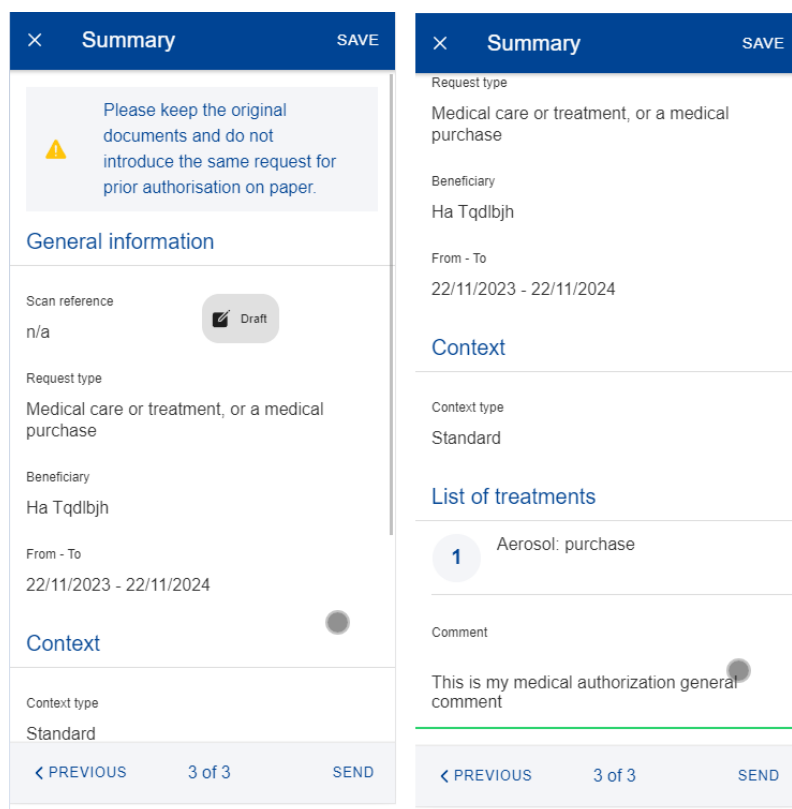 Summary
SAVE
Please keep the original
documents and do not
introduce the same request for
prior authorisation on paper.
General information
Scan reference
n/a
Draft
Request type
Medical care or treatment, or a medical
purchase
Beneficiary
Ha Tqdlbjh
From - To
22/11/2023 - 22/11/2024
Context
Context type
Standard
PREVIOUS
3 of 3
SEND
Summary
SAVE
Request type
Medical care or treatment, or a medical
purchase
Beneficiary
Ha Tqdlbjh
From - To
22/11/2023 - 22/11/2024
Context
Context type
Standard
List of treatments
1
Aerosol: purchase
Comment
This is my medical authorization general
comment
PREVIOUS
3 of 3
SEND